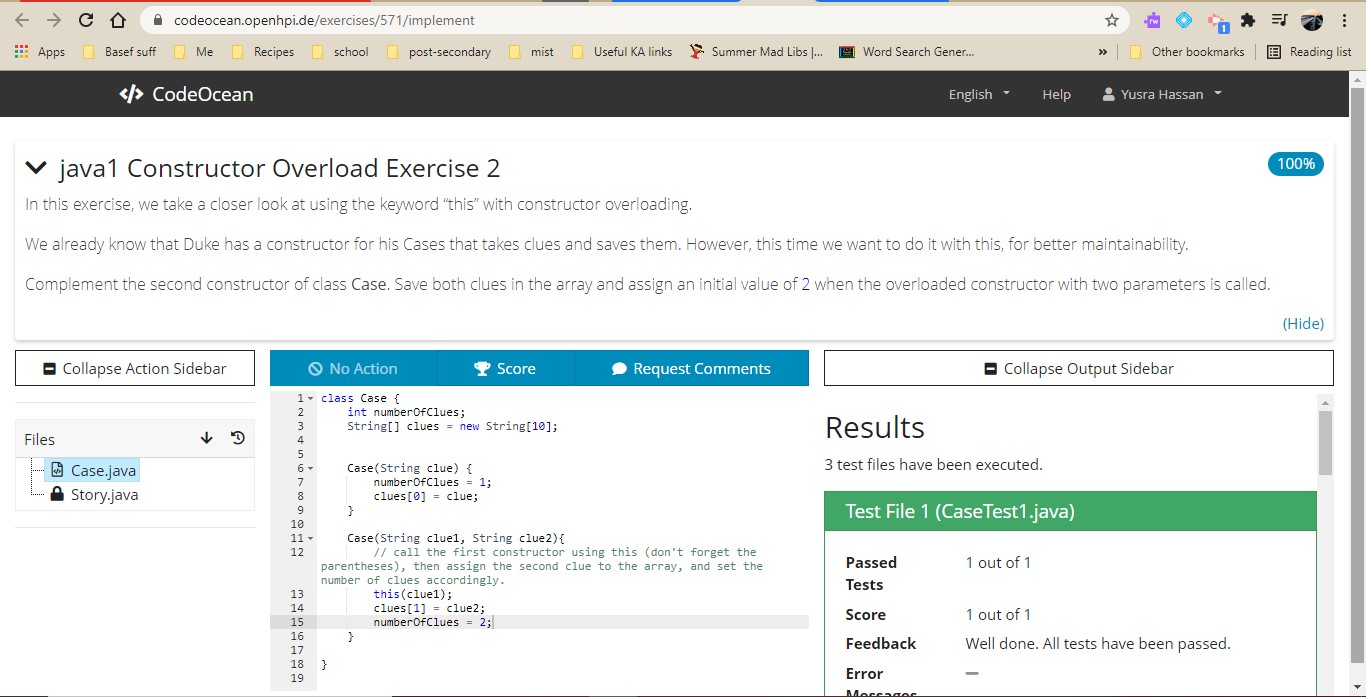 codeocean.openhpi.de/exercises/571/implement
Apps Basef suff Me Recipes school post-secondary mist Useful KA links Summer Mad Libs |... Word Search Gener... » Other bookmarks Reading list
CodeOcean English Help Yusra Hassan
java1 Constructor Overload Exercise 2 100%
In this exercise, we take a closer look at using the keyword “this” with constructor overloading.
We already know that Duke has a constructor for his Cases that takes clues and saves them. However, this time we want to do it with this, for better maintainability.
Complement the second constructor of class Case. Save both clues in the array and assign an initial value of 2 when the overloaded constructor with two parameters is called.
(Hide)
Collapse Action Sidebar
Files
Case.java
Story.java
No Action Score Request Comments
1 class Case {
2 int numberOfClues;
3 String[] clues = new String[10];
4
5
6 Case(String clue) {
7 numberOfClues = 1;
8 clues[0] = clue;
9 }
10
11 Case(String clue1, String clue2){
12 // call the first constructor using this (don't forget the
parentheses), then assign the second clue to the array, and set the
number of clues accordingly.
13 this(clue1);
14 clues[1] = clue2;
15 numberOfClues = 2;
16 }
17
18 }
19
Collapse Output Sidebar
Results
3 test files have been executed.
Test File 1 (CaseTest1.java)
Passed 1 out of 1
Tests
Score 1 out of 1
Feedback Well done. All tests have been passed.
Error —
Messages